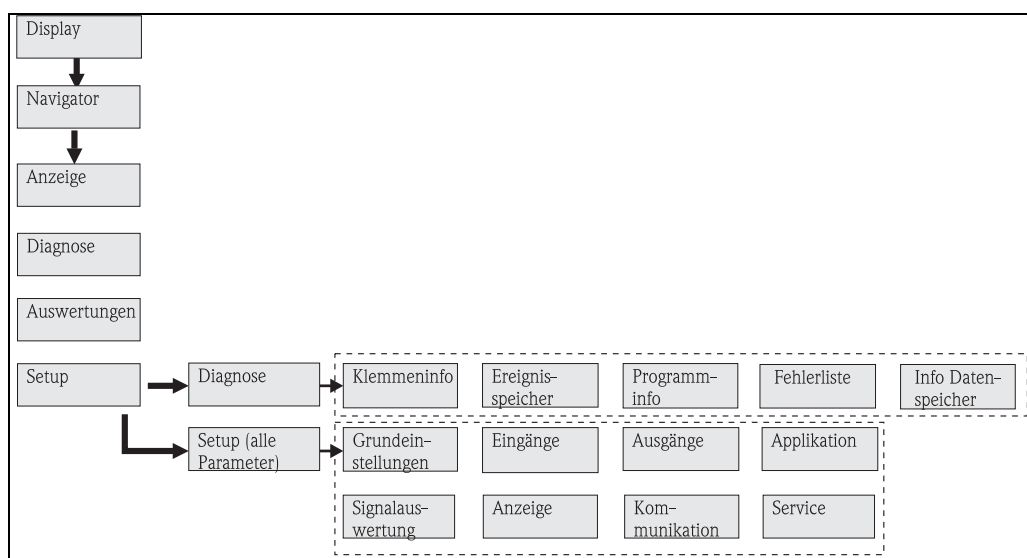 Display
Navigator
Anzeige
Diagnose
Auswertungen
Setup
Diagnose
Klemmeninfo
Ereignis-
speicher
Programm-
info
Fehlerliste
Info Daten-
speicher
Setup (alle
Parameter)
Grundein-
stellungen
Eingänge
Ausgänge
Applikation
Signalaus-
wertung
Anzeige
Kom-
munikation
Service